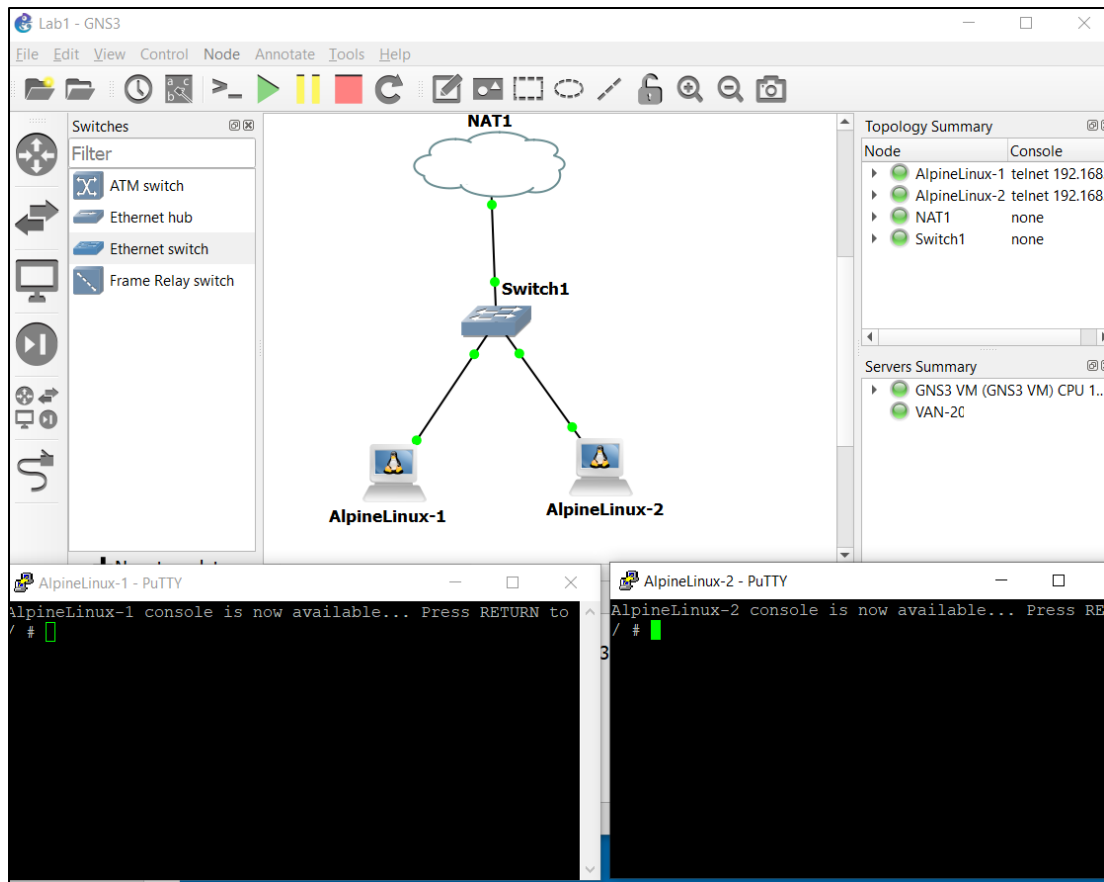 Lab1 - GNS3
File Edit View Control Node Annotate Tools Help
Switches
Filter
ATM switch
Ethernet hub
Ethernet switch
Frame Relay switch
NAT1
Switch1
AlpineLinux-1
AlpineLinux-2
Topology Summary
Node Console
AlpineLinux-1 telnet 192.168
AlpineLinux-2 telnet 192.168
NAT1 none
Switch1 none
Servers Summary
GNS3 VM (GNS3 VM) CPU 1...
VAN-20
AlpineLinux-1 - PuTTY
AlpineLinux-1 console is now available... Press RETURN to
/ #
3
AlpineLinux-2 - PuTTY
AlpineLinux-2 console is now available... Press RE
/ #